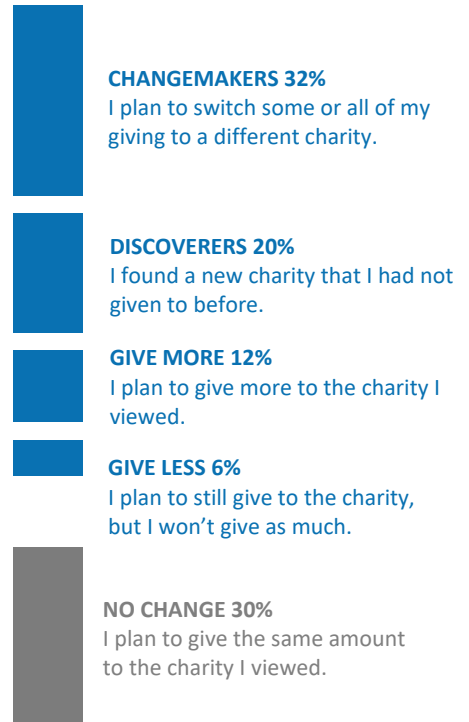 CHANGEMAKERS 32%
I plan to switch some or all of my
giving to a different charity.
DISCOVERERS 20%
I found a new charity that I had not
given to before.
GIVE MORE 12%
I plan to give more to the charity I
viewed.
GIVE LESS 6%
I plan to still give to the charity,
but I won’t give as much.
NO CHANGE 30%
I plan to give the same amount
to the charity I viewed.